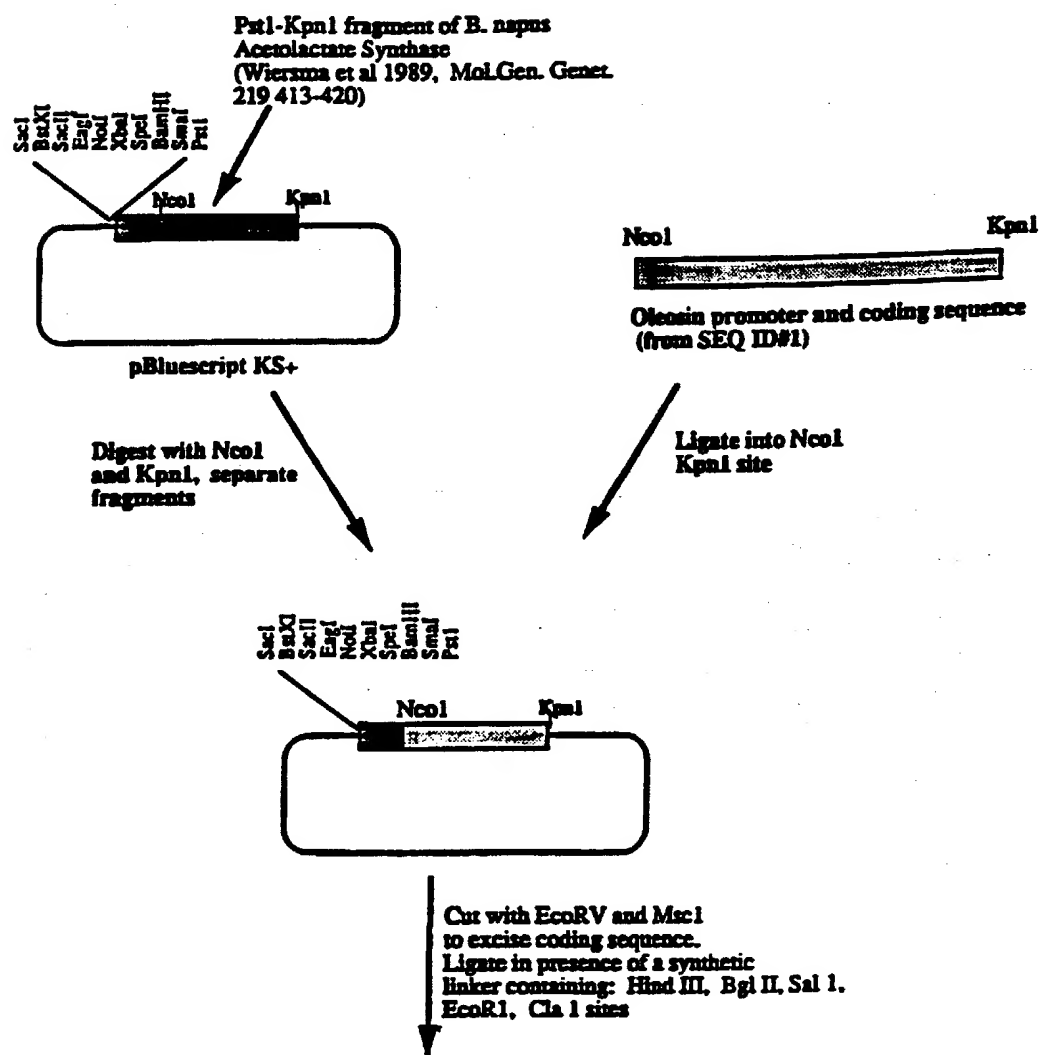 Pst1-Kpn1 fragment of B. napus
Acetolactate Synthase
(Wiersma et al 1989, Mol.Gen. Genet.
219 413-420)
SacI
BstXI
SacII
EagI
NotI
XbaI
SpeI
BamHI
SmaI
PstI
Nco1
Kpn1
pBluescript KS+
Nco1
Kpn1
Oleosin promoter and coding sequence
(from SEQ ID#1)
Digest with Nco1
and Kpn1, separate
fragments
Ligate into Nco1
Kpn1 site
SacI
BstXI
SacII
EagI
NotI
XbaI
SpeI
BamHI
SmaI
PstI
Nco1
Kpn1
Cut with EcoRV and Msc1
to excise coding sequence.
Ligate in presence of a synthetic
linker containing: Hind III, Bgl II, Sal 1,
EcoR1, Cla 1 sites